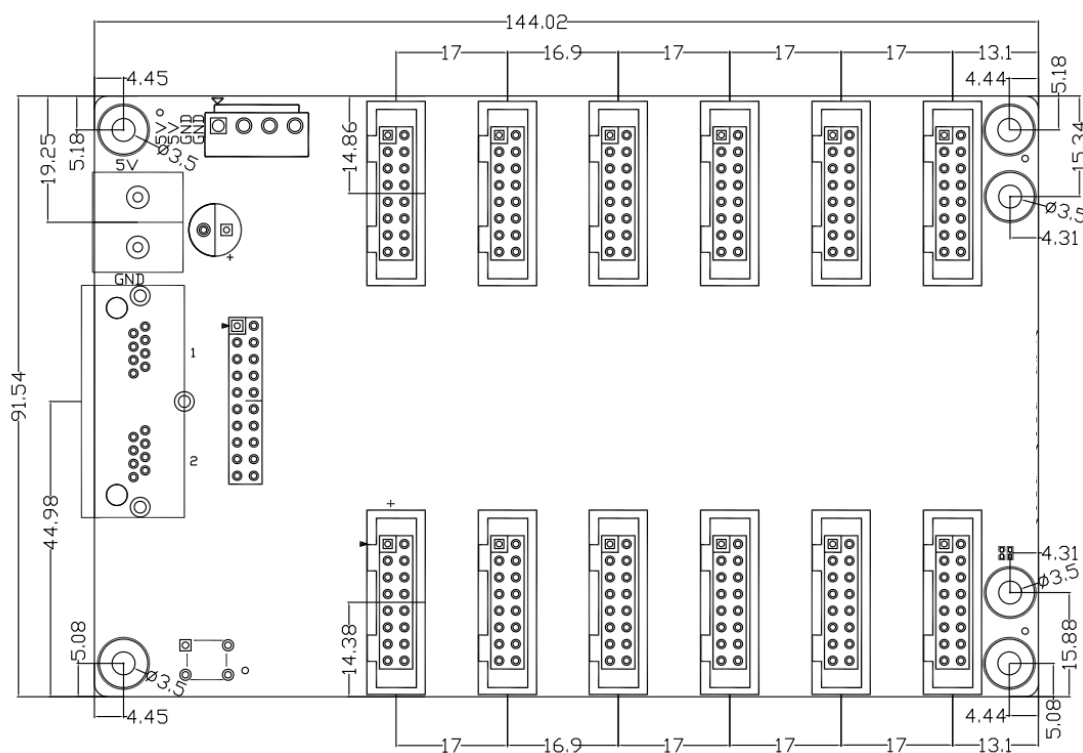 144.02
17 16.9 17 17 17 13.1
4.45 4.44 5.18
5V
5V
GND
GND
19.25 5.18 Ø3.5 14.86 15.34
5V
Ø3.5
4.31
+
GND
1
91.54
2
44.98
+
4.31
Ø3.5
5.08 14.38 15.88
Ø3.5
4.45 4.44 5.08
17 16.9 17 17 17 13.1